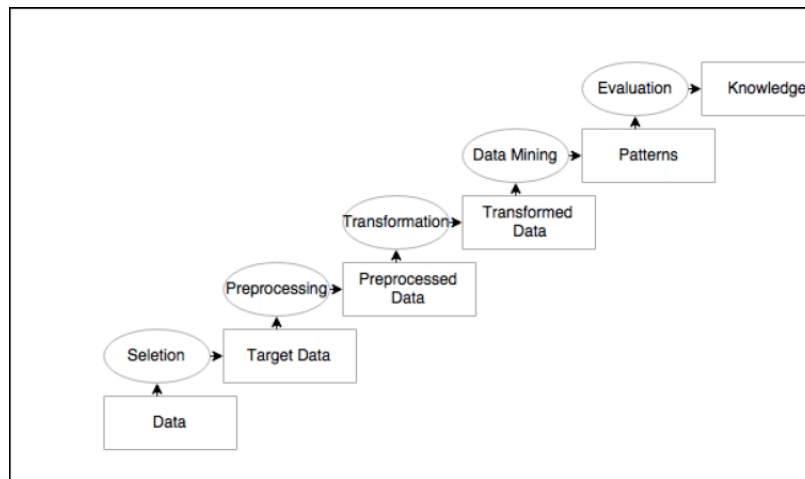 Evaluation
Knowledge
Data Mining
Patterns
Transformation
Transformed
Data
Preprocessing
Preprocessed
Data
Seletion
Target Data
Data